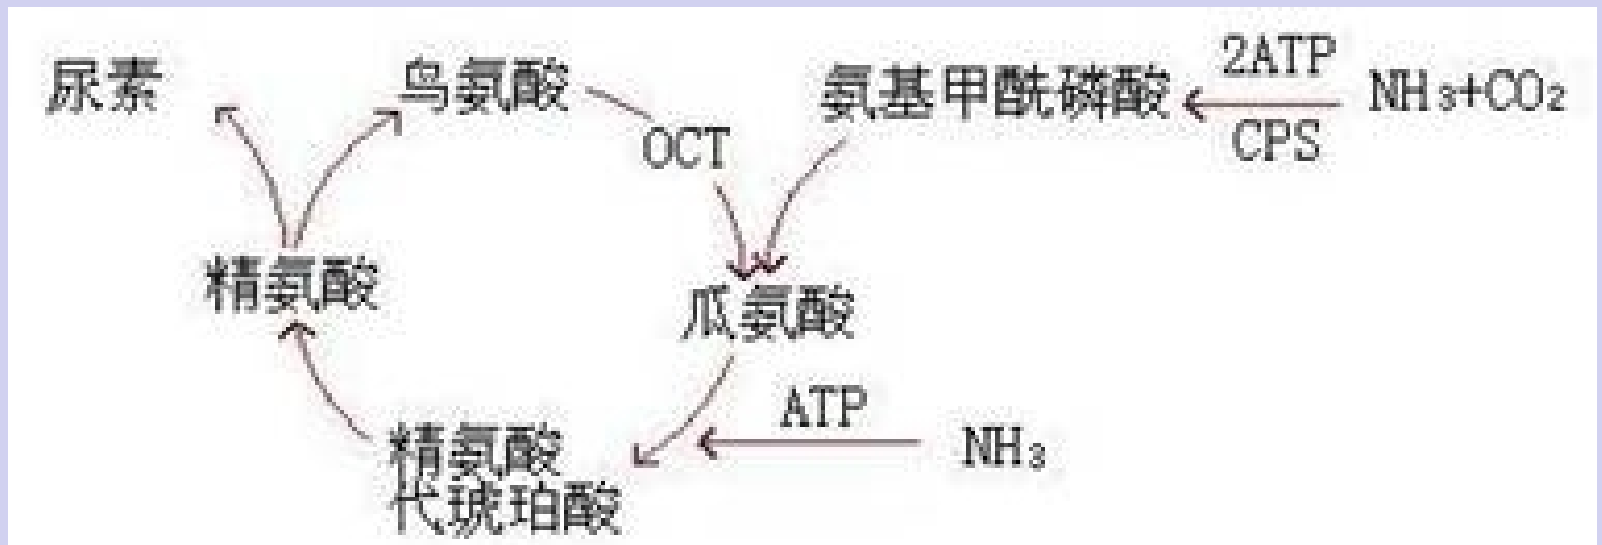 尿素
鸟氨酸
氨基甲酰磷酸
2ATP
CPS
NH₃+CO₂
OCT
精氨酸
瓜氨酸
ATP
NH₃
精氨酸
代琥珀酸